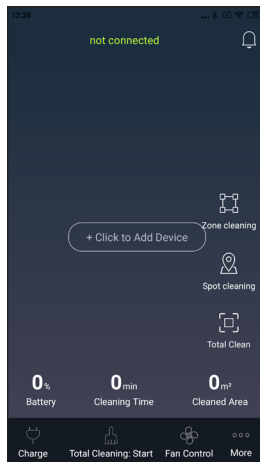 12:28
not connected
Zone cleaning
+ Click to Add Device
Spot cleaning
Total Clean
0%
0min
0m²
Battery
Cleaning Time
Cleaned Area
Charge
Total Cleaning: Start
Fan Control
More